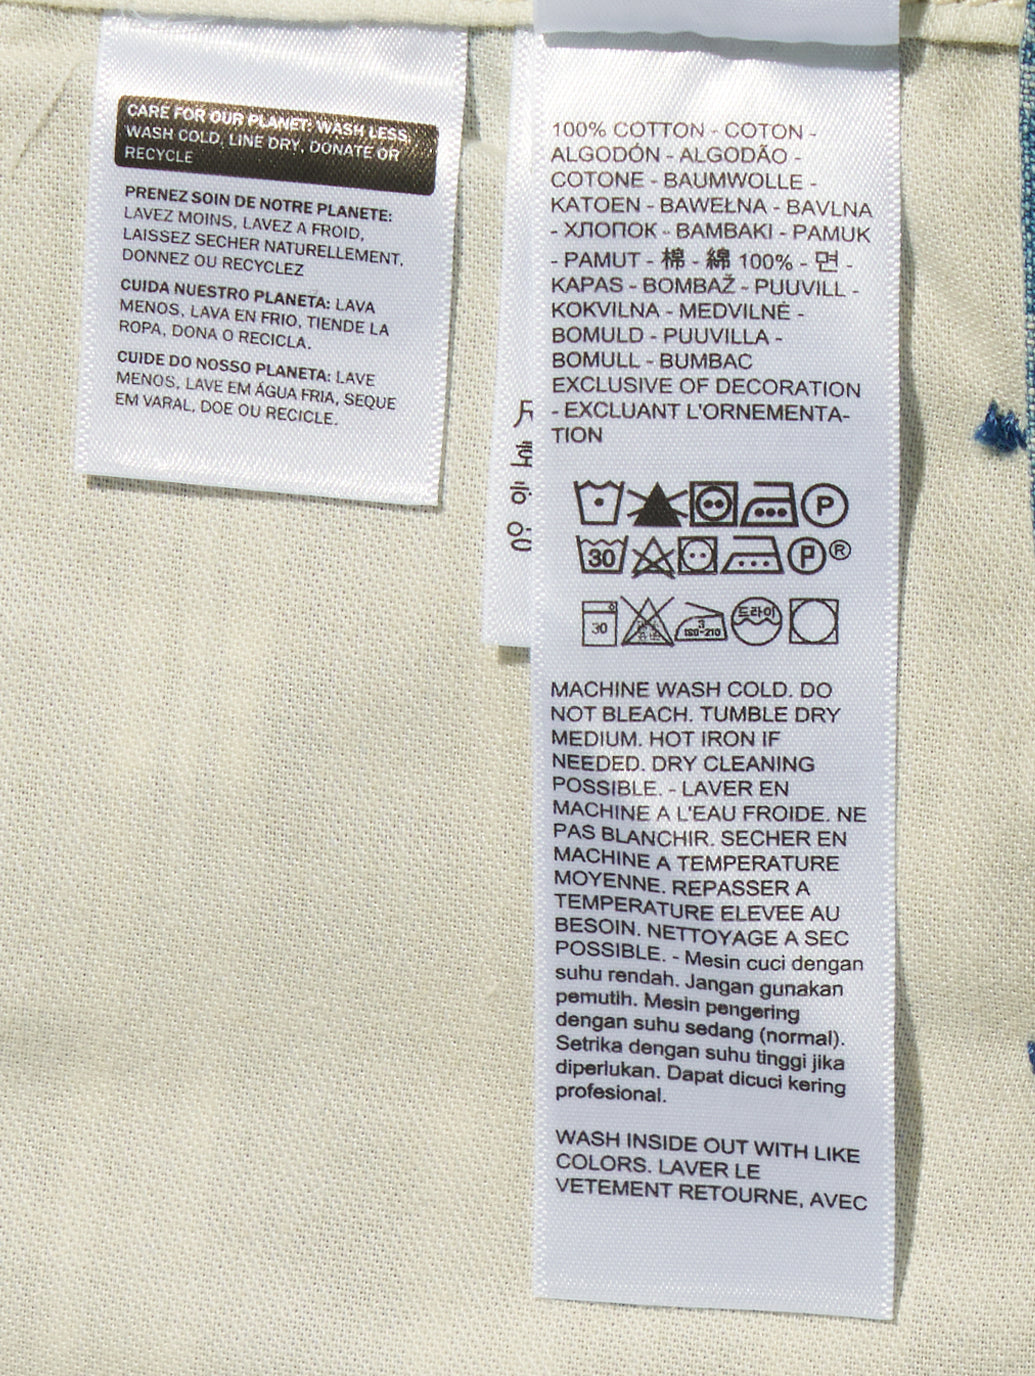 CARE FOR OUR PLANET: WASH LESS,
WASH COLD, LINE DRY, DONATE OR
RECYCLE
PRENEZ SOIN DE NOTRE PLANETE:
LAVEZ MOINS, LAVEZ A FROID,
LAISSEZ SECHER NATURELLEMENT.
DONNEZ OU RECYCLEZ
CUIDA NUESTRO PLANETA: LAVA
MENOS, LAVA EN FRIO, TIENDE LA
ROPA, DONA O RECICLA.
CUIDE DO NOSSO PLANETA: LAVE
MENOS, LAVE EM ÁGUA FRIA, SEQUE
EM VARAL, DOE OU RECICLE.
100% COTTON - COTON -
ALGODÓN - ALGODÃO -
COTONE - BAUMWOLLE -
KATOEN - BAWEŁNA - BAVLNA
- ХЛОПОК - BAMBAKI - PAMUK
- PAMUT - 棉 - 綿 100% - 면 -
KAPAS - BOMBAŽ - PUUVILL -
KOKVILNA - MEDVILNĖ -
BOMULD - PUUVILLA -
BOMULL - BUMBAC
EXCLUSIVE OF DECORATION
- EXCLUANT L'ORNEMENTA-
TION
P
30 P ®
30 3 ISO-210 드라이
MACHINE WASH COLD. DO
NOT BLEACH. TUMBLE DRY
MEDIUM. HOT IRON IF
NEEDED. DRY CLEANING
POSSIBLE. - LAVER EN
MACHINE A L'EAU FROIDE. NE
PAS BLANCHIR. SECHER EN
MACHINE A TEMPERATURE
MOYENNE. REPASSER A
TEMPERATURE ELEVEE AU
BESOIN. NETTOYAGE A SEC
POSSIBLE. - Mesin cuci dengan
suhu rendah. Jangan gunakan
pemutih. Mesin pengering
dengan suhu sedang (normal).
Setrika dengan suhu tinggi jika
diperlukan. Dapat dicuci kering
profesional.
WASH INSIDE OUT WITH LIKE
COLORS. LAVER LE
VETEMENT RETOURNE, AVEC